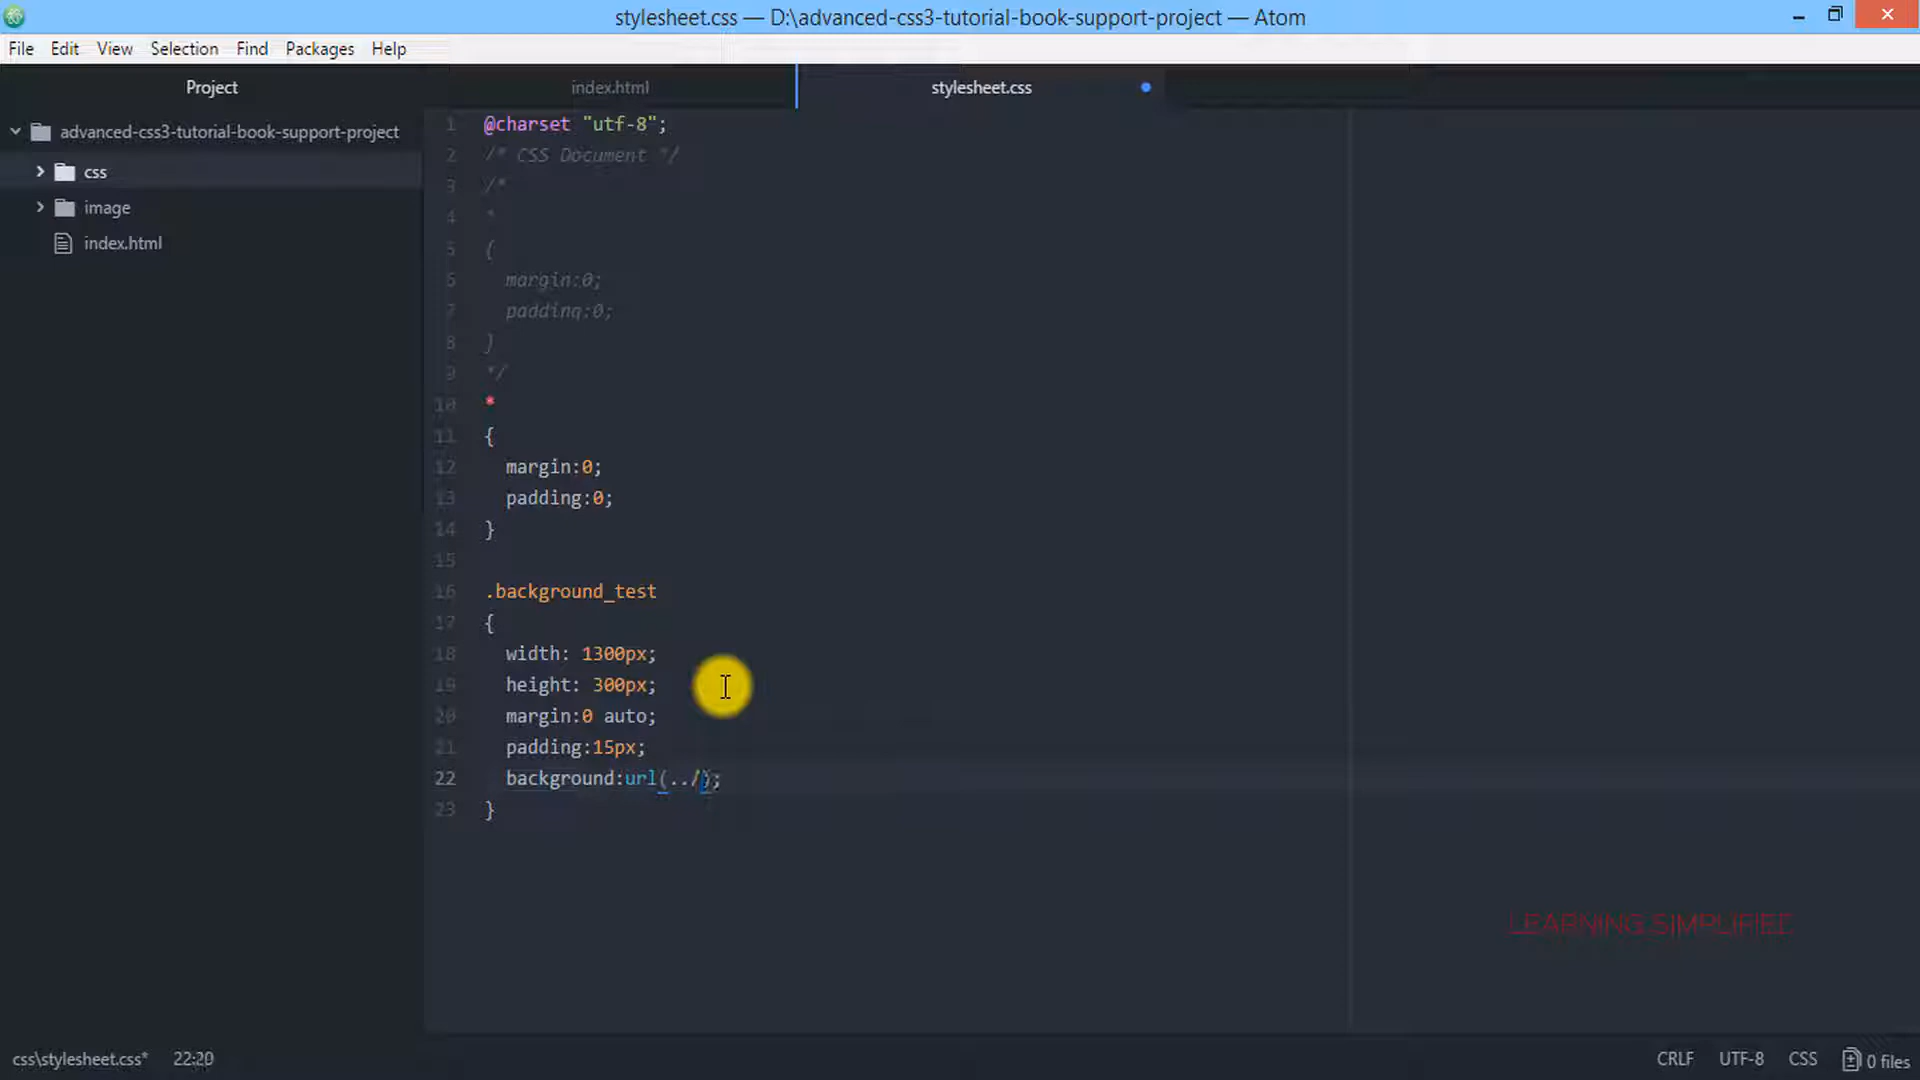 stylesheet.css — D:\advanced-css3-tutorial-book-support-project — Atom
File Edit View Selection Find Packages Help
Project
index.html
stylesheet.css
advanced-css3-tutorial-book-support-project
css
image
index.html
1 @charset "utf-8";
2 /* CSS Document */
3 /*
4 *
5 {
6 margin:0;
7 padding:0;
8 }
9 */
10 *
11 {
12 margin:0;
13 padding:0;
14 }
15
16 .background_test
17 {
18 width: 1300px;
19 height: 300px;
20 margin:0 auto;
21 padding:15px;
22 background:url(../);
23 }
LEARNING SIMPLIFIED
css\stylesheet.css* 22:20
CRLF UTF-8 CSS 0 files